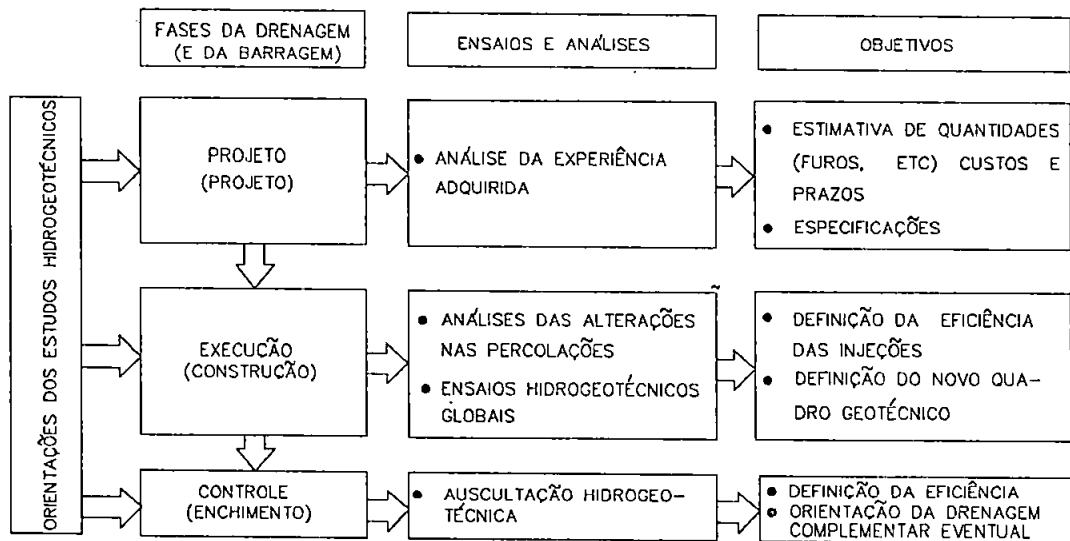 FASES DA DRENAGEM
(E DA BARRAGEM)
ENSAIOS E ANÁLISES
OBJETIVOS
ORIENTAÇÕES DOS ESTUDOS HIDROGEOTÉCNICOS
PROJETO
(PROJETO)
● ANÁLISE DA EXPERIÊNCIA
ADQUIRIDA
● ESTIMATIVA DE QUANTIDADES
(FUROS, ETC) CUSTOS E
PRAZOS
● ESPECIFICAÇÕES
EXECUÇÃO
(CONSTRUÇÃO)
● ANÁLISES DAS ALTERAÇÕES
NAS PERCOLAÇÕES
● ENSAIOS HIDROGEOTÉCNICOS
GLOBAIS
● DEFINIÇÃO DA EFICIÊNCIA
DAS INJEÇÕES
● DEFINIÇÃO DO NOVO QUA-
DRO GEOTÉCNICO
CONTROLE
(ENCHIMENTO)
● AUSCULTAÇÃO HIDROGEO-
TÉCNICA
● DEFINIÇÃO DA EFICIÊNCIA
● ORIENTAÇÃO DA DRENAGEM
COMPLEMENTAR EVENTUAL